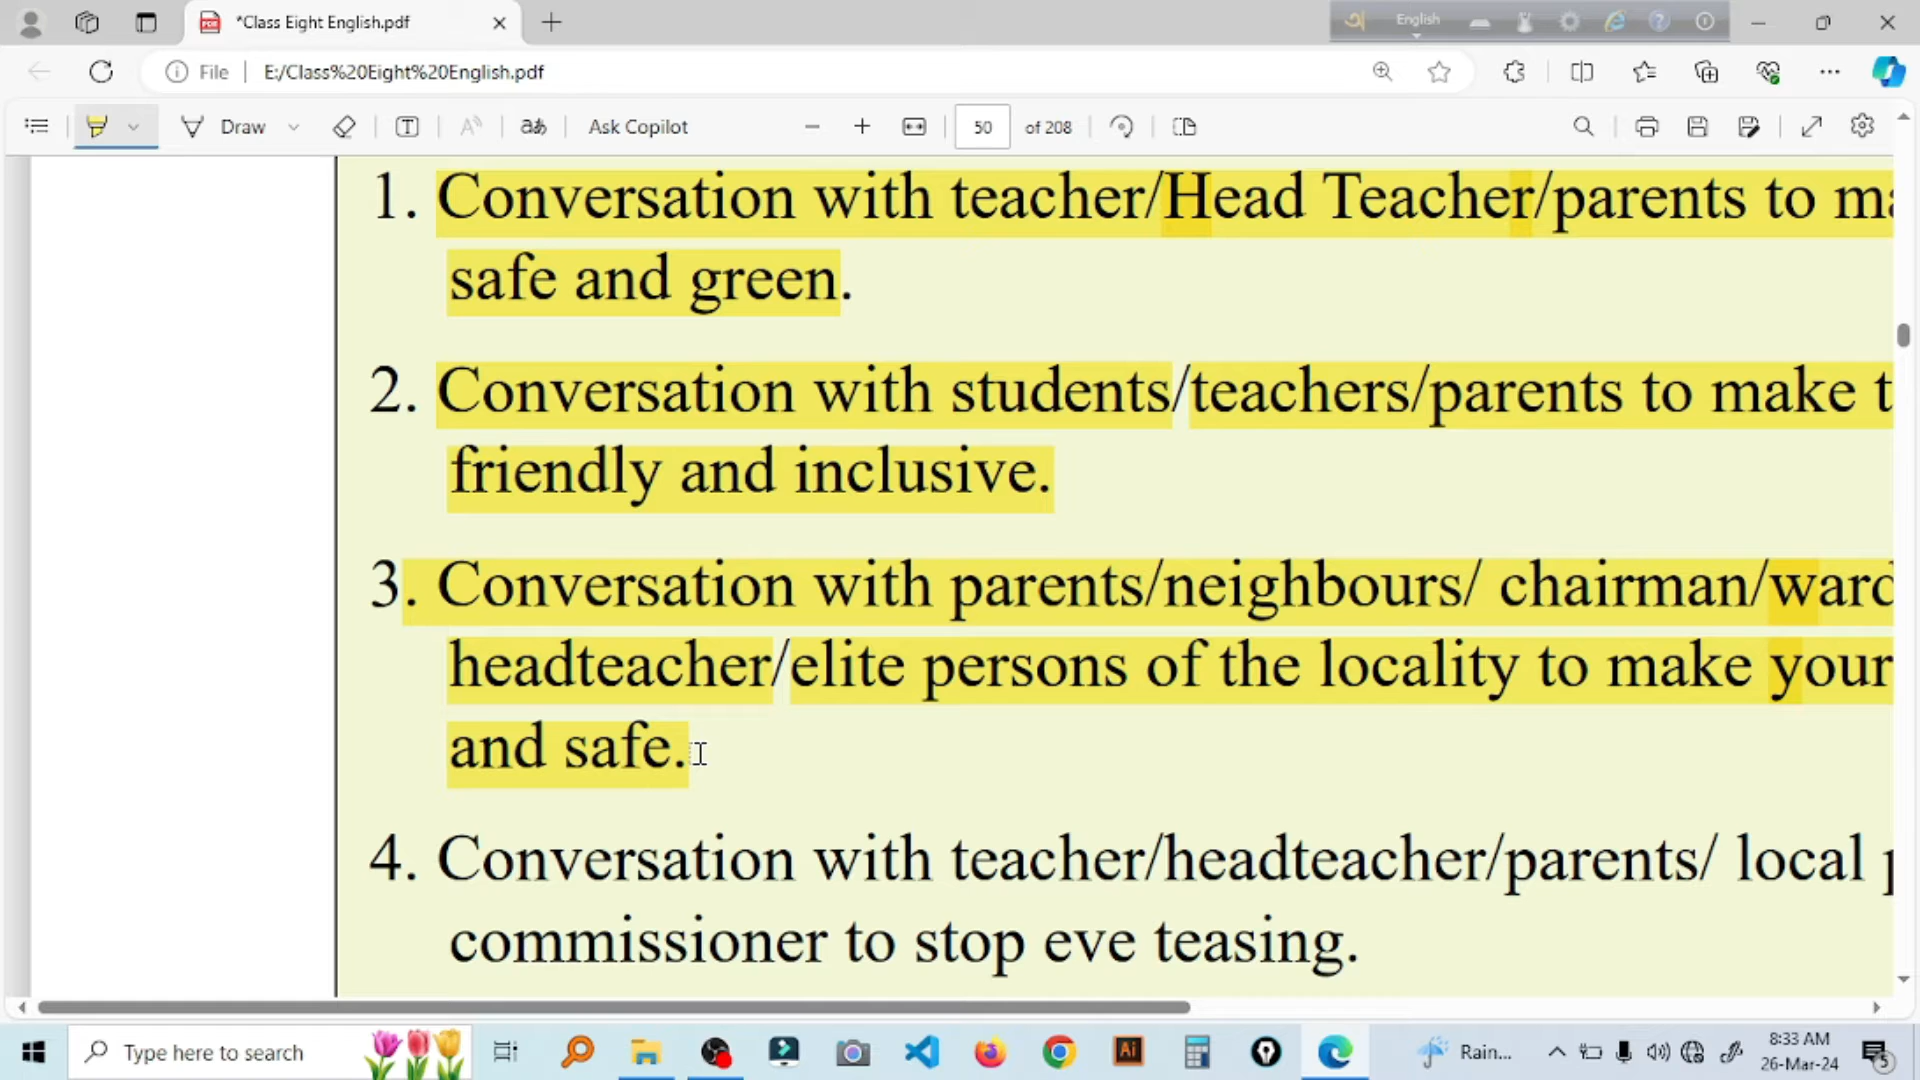 *Class Eight English.pdf
English
File
E:/Class%20Eight%20English.pdf
Draw
Ask Copilot
50 of 208
1. Conversation with teacher/Head Teacher/parents to
safe and green.
2. Conversation with students/teachers/parents to make
friendly and inclusive.
3. Conversation with parents/neighbours/ chairman/ward
headteacher/elite persons of the locality to make your
and safe.
4. Conversation with teacher/headteacher/parents/ local
commissioner to stop eve teasing.
Type here to search
Ai
Rain...
8:33 AM
26-Mar-24
5